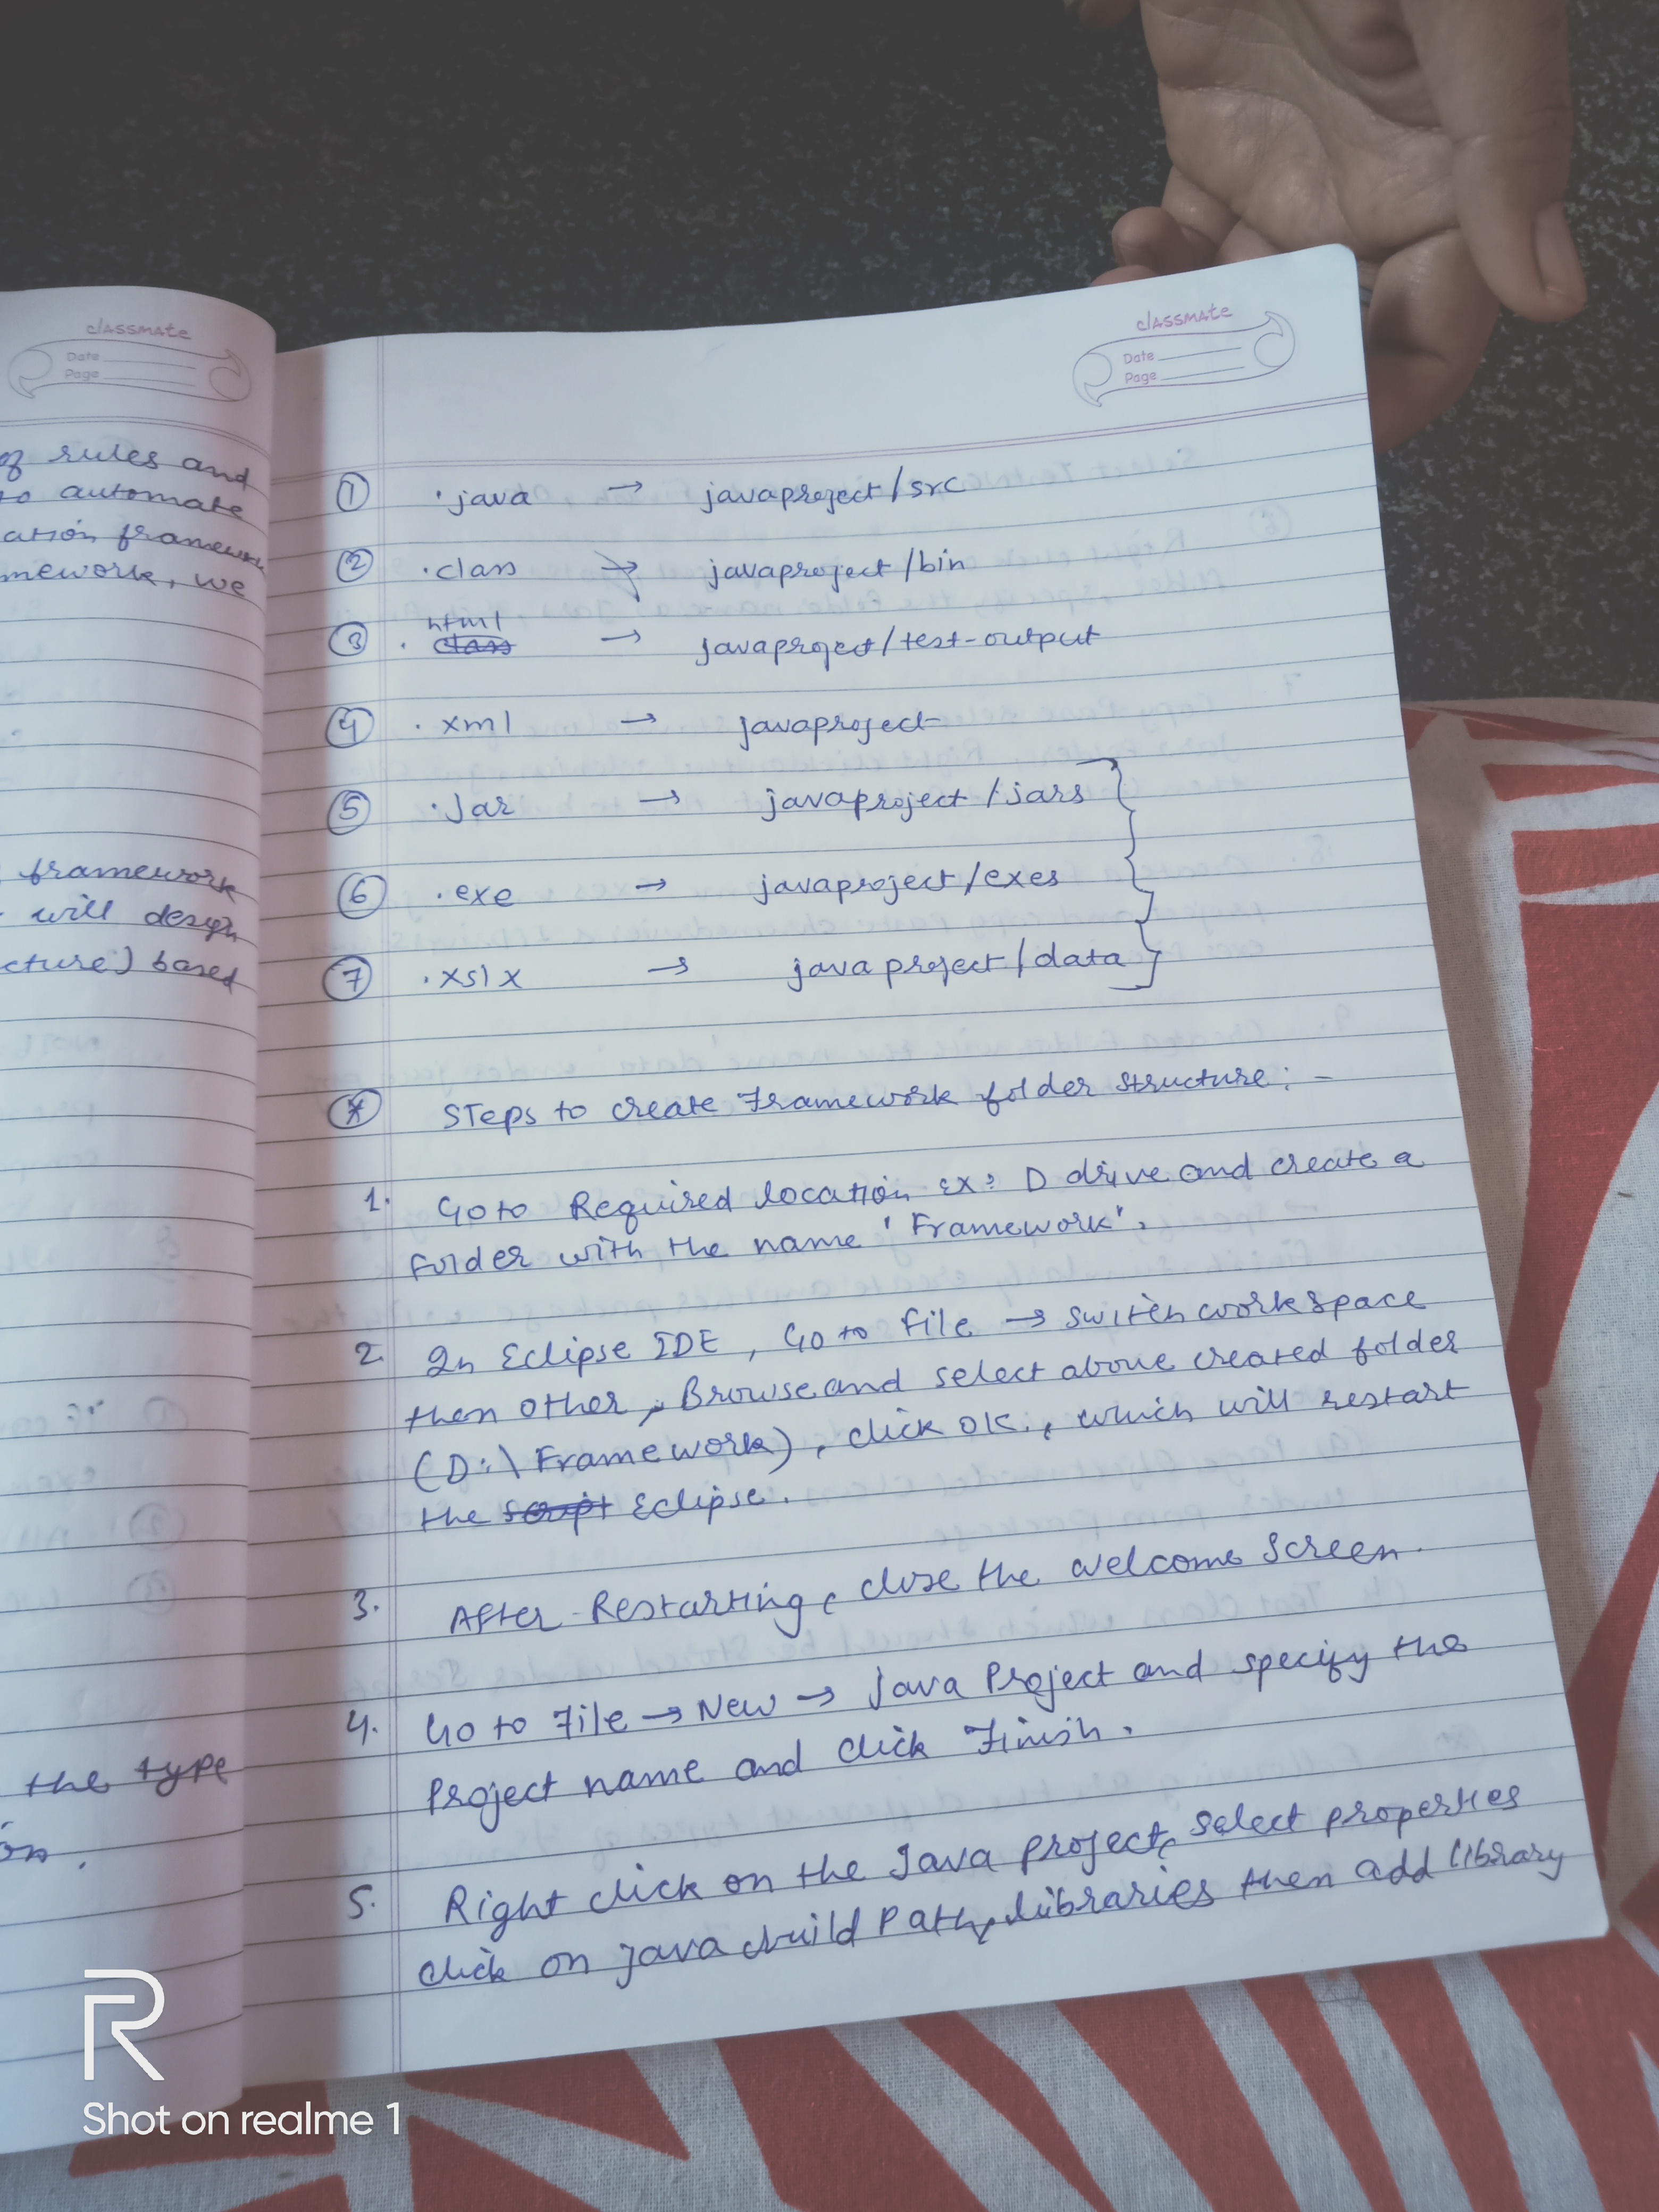 classmate
Date
Page
of rules and
to automate
ation framework
mework, we
framework
will design
cture) based
the type
on.
classmate
Date
Page
① .java → javaproject/src
② .class → javaproject/bin
③ .html class → javaproject/test-output
④ .xml → javaproject
⑤ .Jar → javaproject/jars
⑥ .exe → javaproject/exes
⑦ .xslx → javaproject/data
* Steps to create Framework folder structure: -
1. Go to Required location ex: D drive and create a
folder with the name 'Framework'.
2. In Eclipse IDE, Go to file → switch workspace
then other, Browse and select above created folder
(D:\Framework), click OK., which will restart
the script Eclipse.
3. After Restarting, close the welcome screen.
4. Go to File → New → Java Project and specify the
project name and click Finish.
5. Right click on the Java project, select properties
click on java build Path, libraries then add library
R
Shot on realme 1